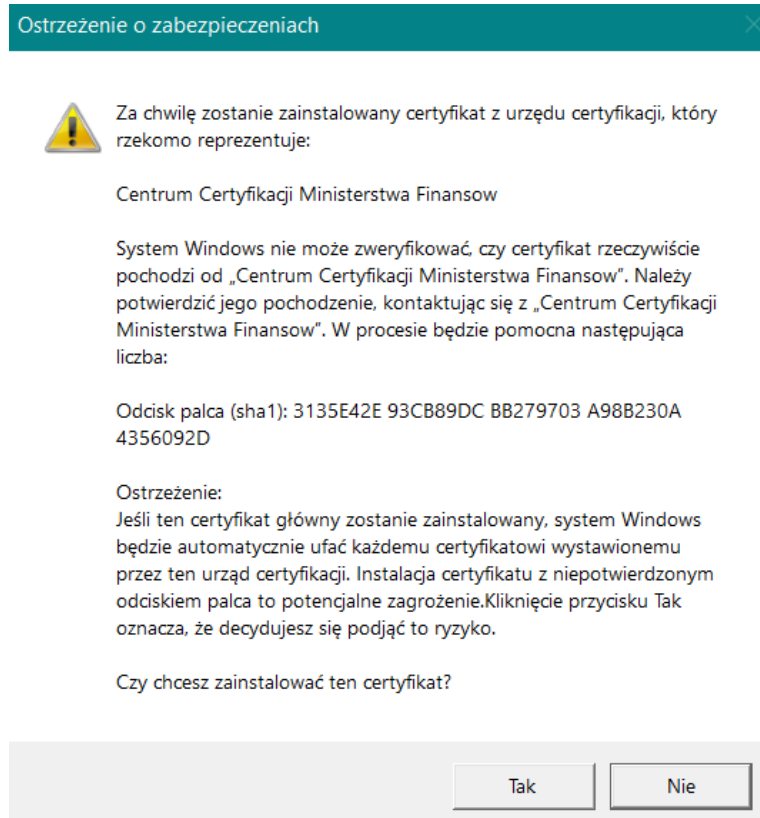 Ostrzeżenie o zabezpieczeniach
Za chwilę zostanie zainstalowany certyfikat z urzędu certyfikacji, który
rzekomo reprezentuje:
Centrum Certyfikacji Ministerstwa Finansow
System Windows nie może zweryfikować, czy certyfikat rzeczywiście
pochodzi od „Centrum Certyfikacji Ministerstwa Finansow”. Należy
potwierdzić jego pochodzenie, kontaktując się z „Centrum Certyfikacji
Ministerstwa Finansow”. W procesie będzie pomocna następująca
liczba:
Odcisk palca (sha1): 3135E42E 93CB89DC BB279703 A98B230A
4356092D
Ostrzeżenie:
Jeśli ten certyfikat główny zostanie zainstalowany, system Windows
będzie automatycznie ufać każdemu certyfikatowi wystawionemu
przez ten urząd certyfikacji. Instalacja certyfikatu z niepotwierdzonym
odciskiem palca to potencjalne zagrożenie.Kliknięcie przycisku Tak
oznacza, że decydujesz się podjąć to ryzyko.
Czy chcesz zainstalować ten certyfikat?
Tak
Nie